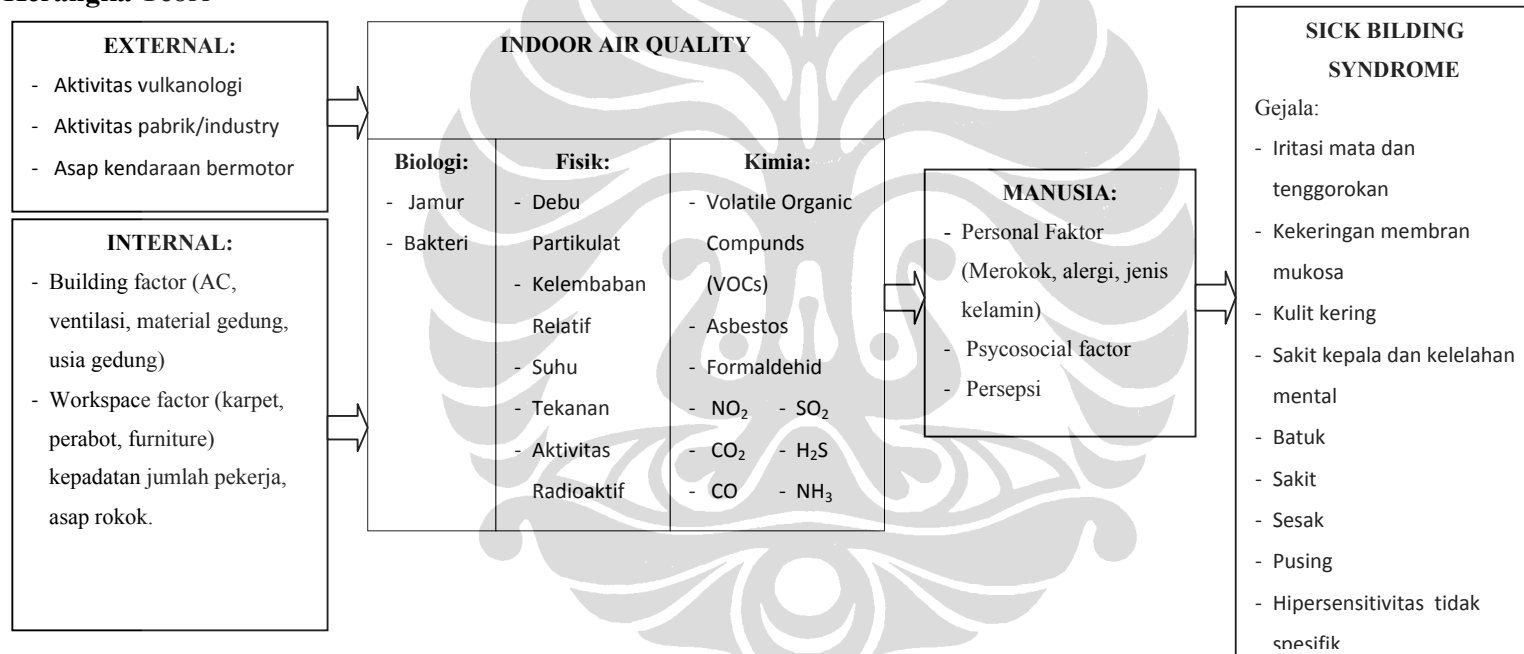 Kerangka Teori
EXTERNAL:
- Aktivitas vulkanologi
- Aktivitas pabrik/industry
- Asap kendaraan bermotor
INTERNAL:
- Building factor (AC,
ventilasi, material gedung,
usia gedung)
- Workspace factor (karpet,
perabot, furniture)
kepadatan jumlah pekerja,
asap rokok.
INDOOR AIR QUALITY
Biologi:
- Jamur
- Bakteri
Fisik:
- Debu
Partikulat
- Kelembaban
Relatif
- Suhu
- Tekanan
- Aktivitas
Radioaktif
Kimia:
- Volatile Organic
Compunds
(VOCs)
- Asbestos
- Formaldehid
- NO₂ - SO₂
- CO₂ - H₂S
- CO - NH₃
MANUSIA:
- Personal Faktor
(Merokok, alergi, jenis
kelamin)
- Psycosocial factor
- Persepsi
SICK BILDING
SYNDROME
Gejala:
- Iritasi mata dan
tenggorokan
- Kekeringan membran
mukosa
- Kulit kering
- Sakit kepala dan kelelahan
mental
- Batuk
- Sakit
- Sesak
- Pusing
- Hipersensitivitas tidak
spesifik